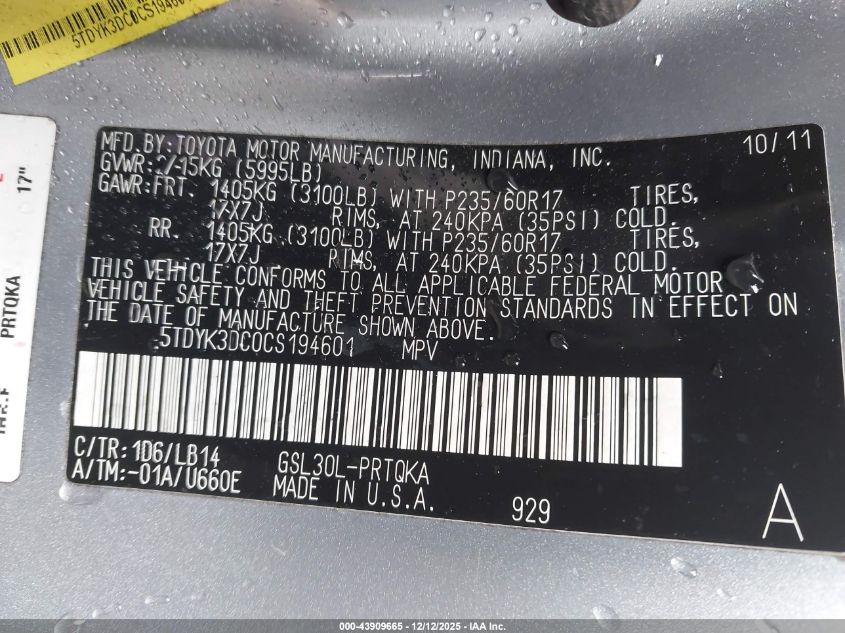 5TDYK3DC0CS19460
MFD.BY:TOYOTA MOTOR MANUFACTURING, INDIANA, INC. 10/11
GVWR:2715KG (5995LB)
GAWR:FRT. 1405KG (3100LB) WITH P235/60R17 TIRES,
17X7J RIMS, AT 240KPA (35PSI) COLD.
RR. 1405KG (3100LB) WITH P235/60R17 TIRES,
17X7J RIMS, AT 240KPA (35PSI) COLD.
THIS VEHICLE CONFORMS TO ALL APPLICABLE FEDERAL MOTOR
VEHICLE SAFETY AND THEFT PREVENTION STANDARDS IN EFFECT ON
THE DATE OF MANUFACTURE SHOWN ABOVE.
5TDYK3DC0CS194601 MPV
C/TR:1D6/LB14 GSL30L-PRTQKA
A/TM:-01A/U660E MADE IN U.S.A. 929 A
17"
PRTQKA
000-43909665 - 12/12/2025 - IAA Inc.